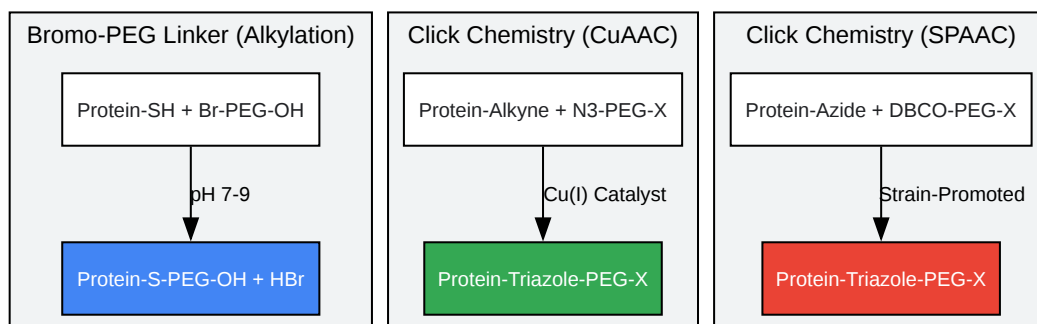 Bromo-PEG Linker (Alkylation)
Protein-SH + Br-PEG-OH
pH 7-9
Protein-S-PEG-OH + HBr
Click Chemistry (CuAAC)
Protein-Alkyne + N3-PEG-X
Cu(I) Catalyst
Protein-Triazole-PEG-X
Click Chemistry (SPAAC)
Protein-Azide + DBCO-PEG-X
Strain-Promoted
Protein-Triazole-PEG-X